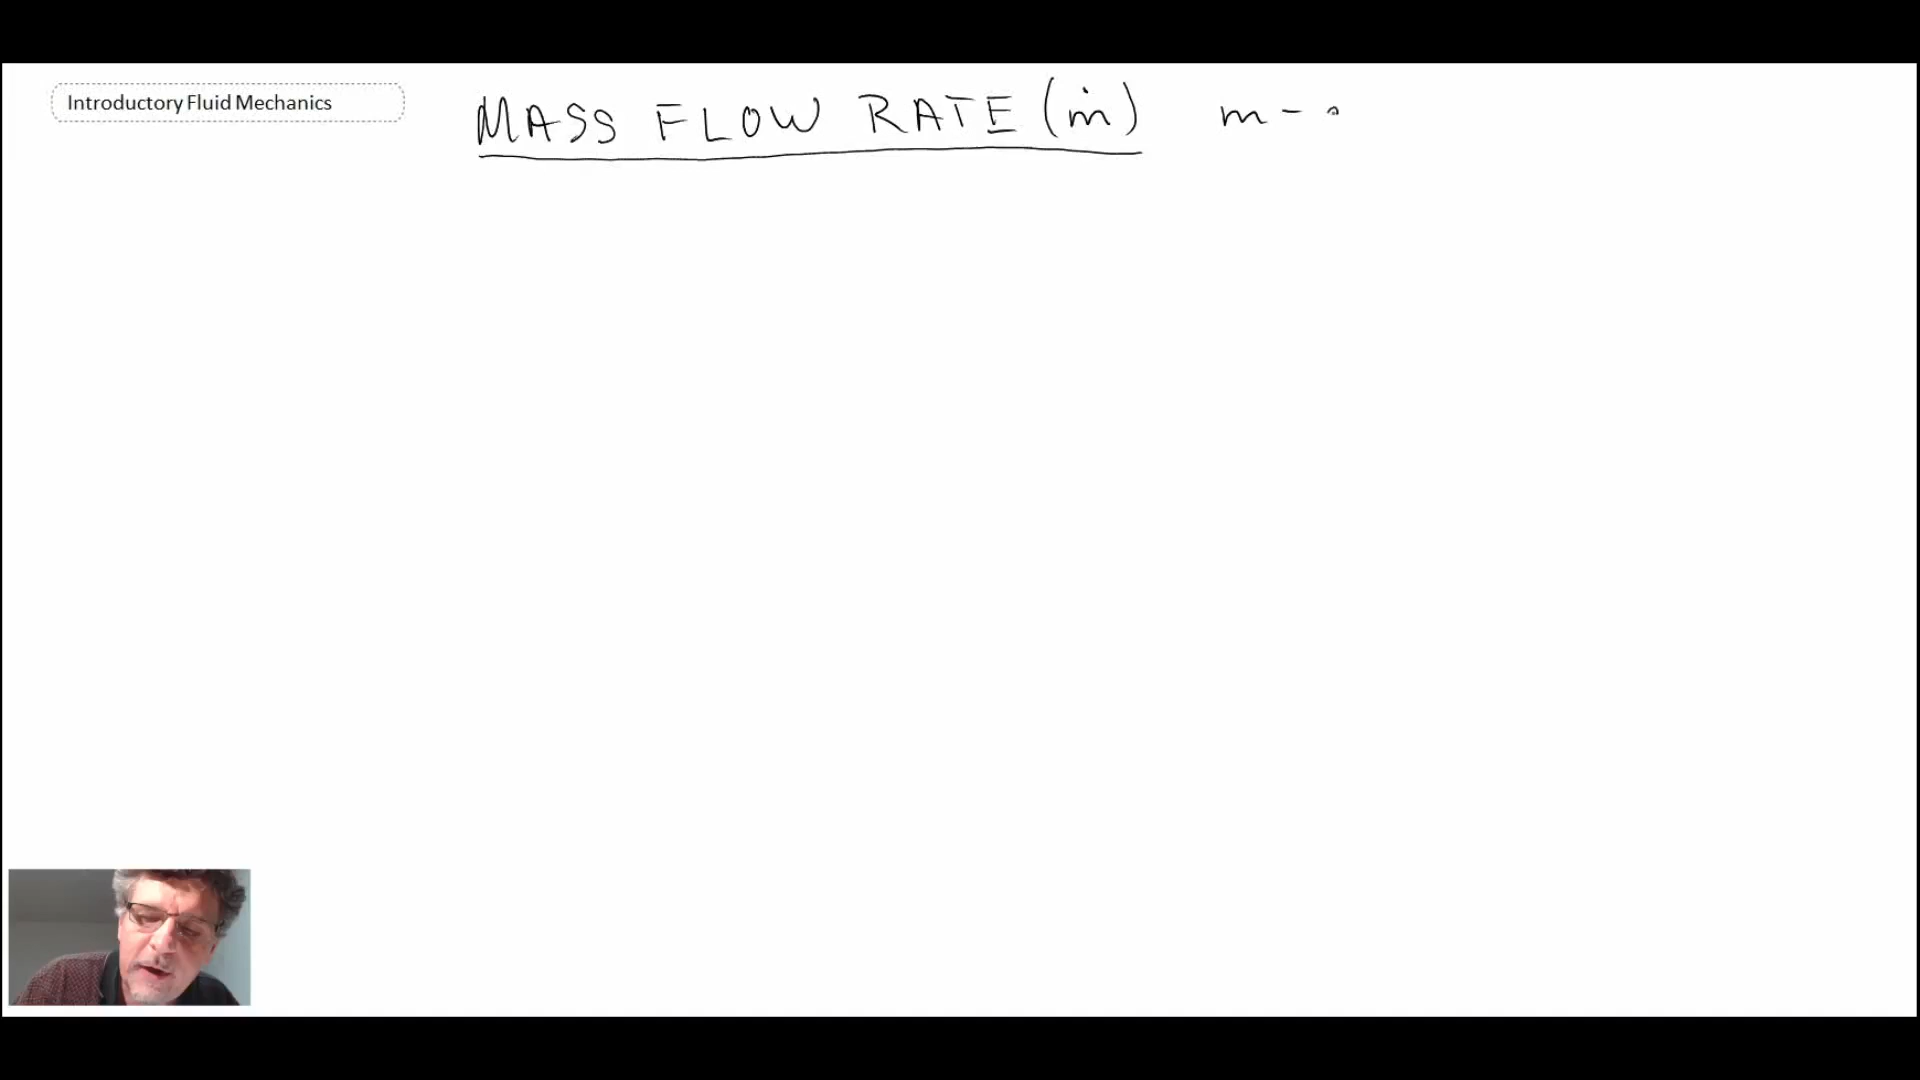 Introductory Fluid Mechanics
MASS FLOW RATE (ṁ) m -